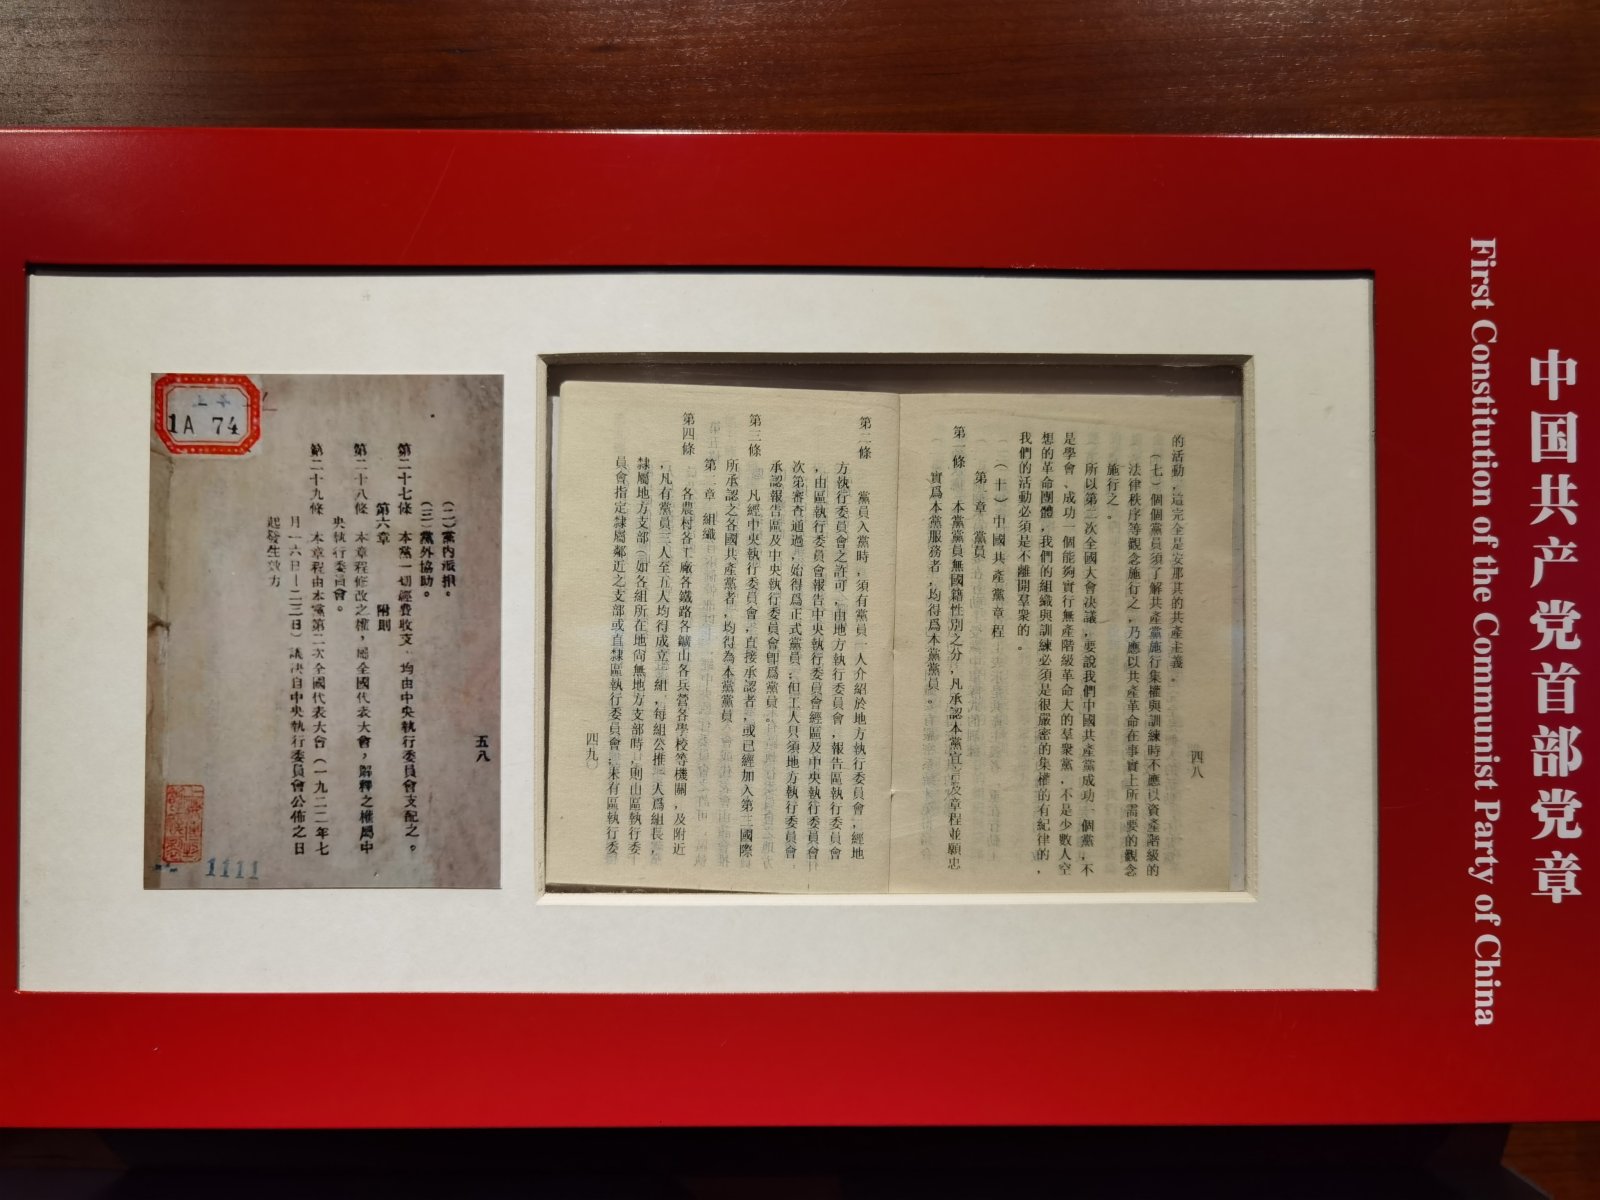 中国共产党首部党章
First Constitution of the Communist Party of China
四八
的活動，這完全是安那其的共產主義。
（七）個個黨員須了解共產黨施行集權與訓練時不應以資產階級的
法律秩序等觀念施行之，乃應以共產革命在事實上所需要的觀念
施行之。
所以第二次全國大會決議，要說我們中國共產黨成功一個黨，不
是學會，成功一個能夠實行無產階級革命大的羣衆黨，不是少數人空
想的革命團體，我們的組織與訓練必須是很嚴密的集權的有紀律的，
我們的活動必須是不離開羣衆的。
（十）中國共產黨章程
第一章 黨員
第一條 本黨黨員無國籍性別之分，凡承認本黨宣言及章程並願忠
實爲本黨服務者，均得爲本黨黨員。
第二條 黨員入黨時，須有黨員一人介紹於地方執行委員會，經地
方執行委員會之許可，由地方執行委員會，報告區執行委員會
，由區執行委員會報告中央執行委員會經區及中央執行委員會
次第審查通過，始得爲正式黨員；但工人只須地方執行委員會
承認報告區及中央執行委員會卽爲黨員。
第三條 凡經中央執行委員會，直接承認者，或已經加入第三國際
所承認之各國共產黨者，均得為本黨黨員
第二章 組織
第四條 各農村各工廠各鐵路各鑛山各兵營各學校等機關，及附近
，凡有黨員三人至五人均得成立一組，每組公推一人爲組長，
隸屬地方支部（如各組所在地尚無地方支部時，則由區執行委
員會指定隸屬鄰近之支部或直隸區執行委員會；未有區執行委
四九
五八
（二）黨內派捐。
（三）黨外協助。
第二十七條 本黨一切經費收支，均由中央執行委員會支配之。
第六章 附則
第二十八條 本章程修改之權，屬全國代表大會，解釋之權屬中
央執行委員會。
第二十九條 本章程由本黨第二次全國代表大會（一九二二年七
月一六日—二三日）議决自中央執行委員會公佈之日
起發生效力
1A 74
1111